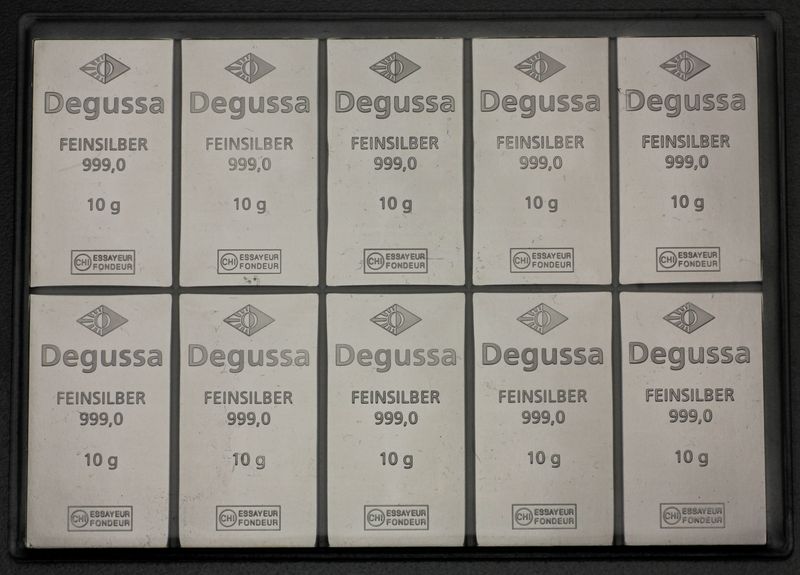 Degussa
FEINSILBER
999,0
10 g
CHI ESSAYEUR
FONDEUR
Degussa
FEINSILBER
999,0
10 g
CHI ESSAYEUR
FONDEUR
Degussa
FEINSILBER
999,0
10 g
CHI ESSAYEUR
FONDEUR
Degussa
FEINSILBER
999,0
10 g
CHI ESSAYEUR
FONDEUR
Degussa
FEINSILBER
999,0
10 g
CHI ESSAYEUR
FONDEUR
Degussa
FEINSILBER
999,0
10 g
CHI ESSAYEUR
FONDEUR
Degussa
FEINSILBER
999,0
10 g
CHI ESSAYEUR
FONDEUR
Degussa
FEINSILBER
999,0
10 g
CHI ESSAYEUR
FONDEUR
Degussa
FEINSILBER
999,0
10 g
CHI ESSAYEUR
FONDEUR
Degussa
FEINSILBER
999,0
10 g
CHI ESSAYEUR
FONDEUR